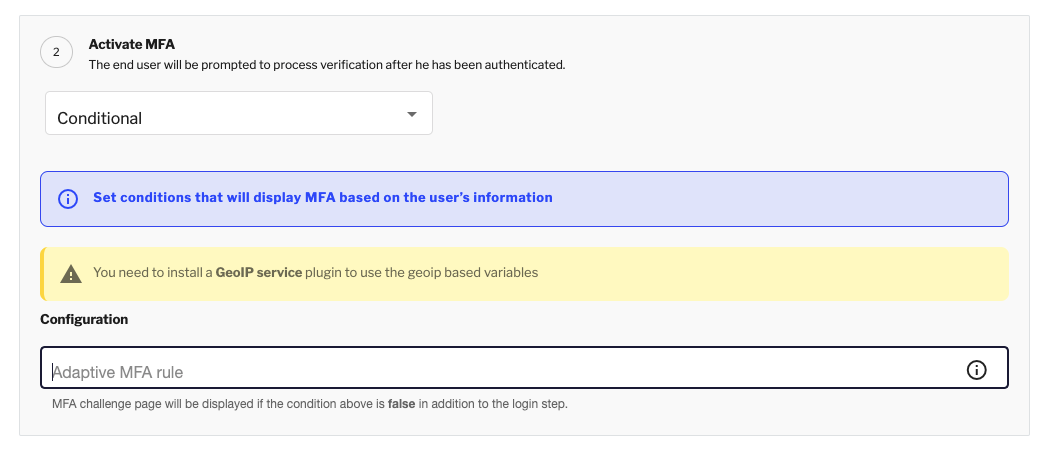 2
Activate MFA
The end user will be prompted to process verification after he has been authenticated.
Conditional
Set conditions that will display MFA based on the user's information
You need to install a GeoIP service plugin to use the geoip based variables
Configuration
Adaptive MFA rule
MFA challenge page will be displayed if the condition above is false in addition to the login step.